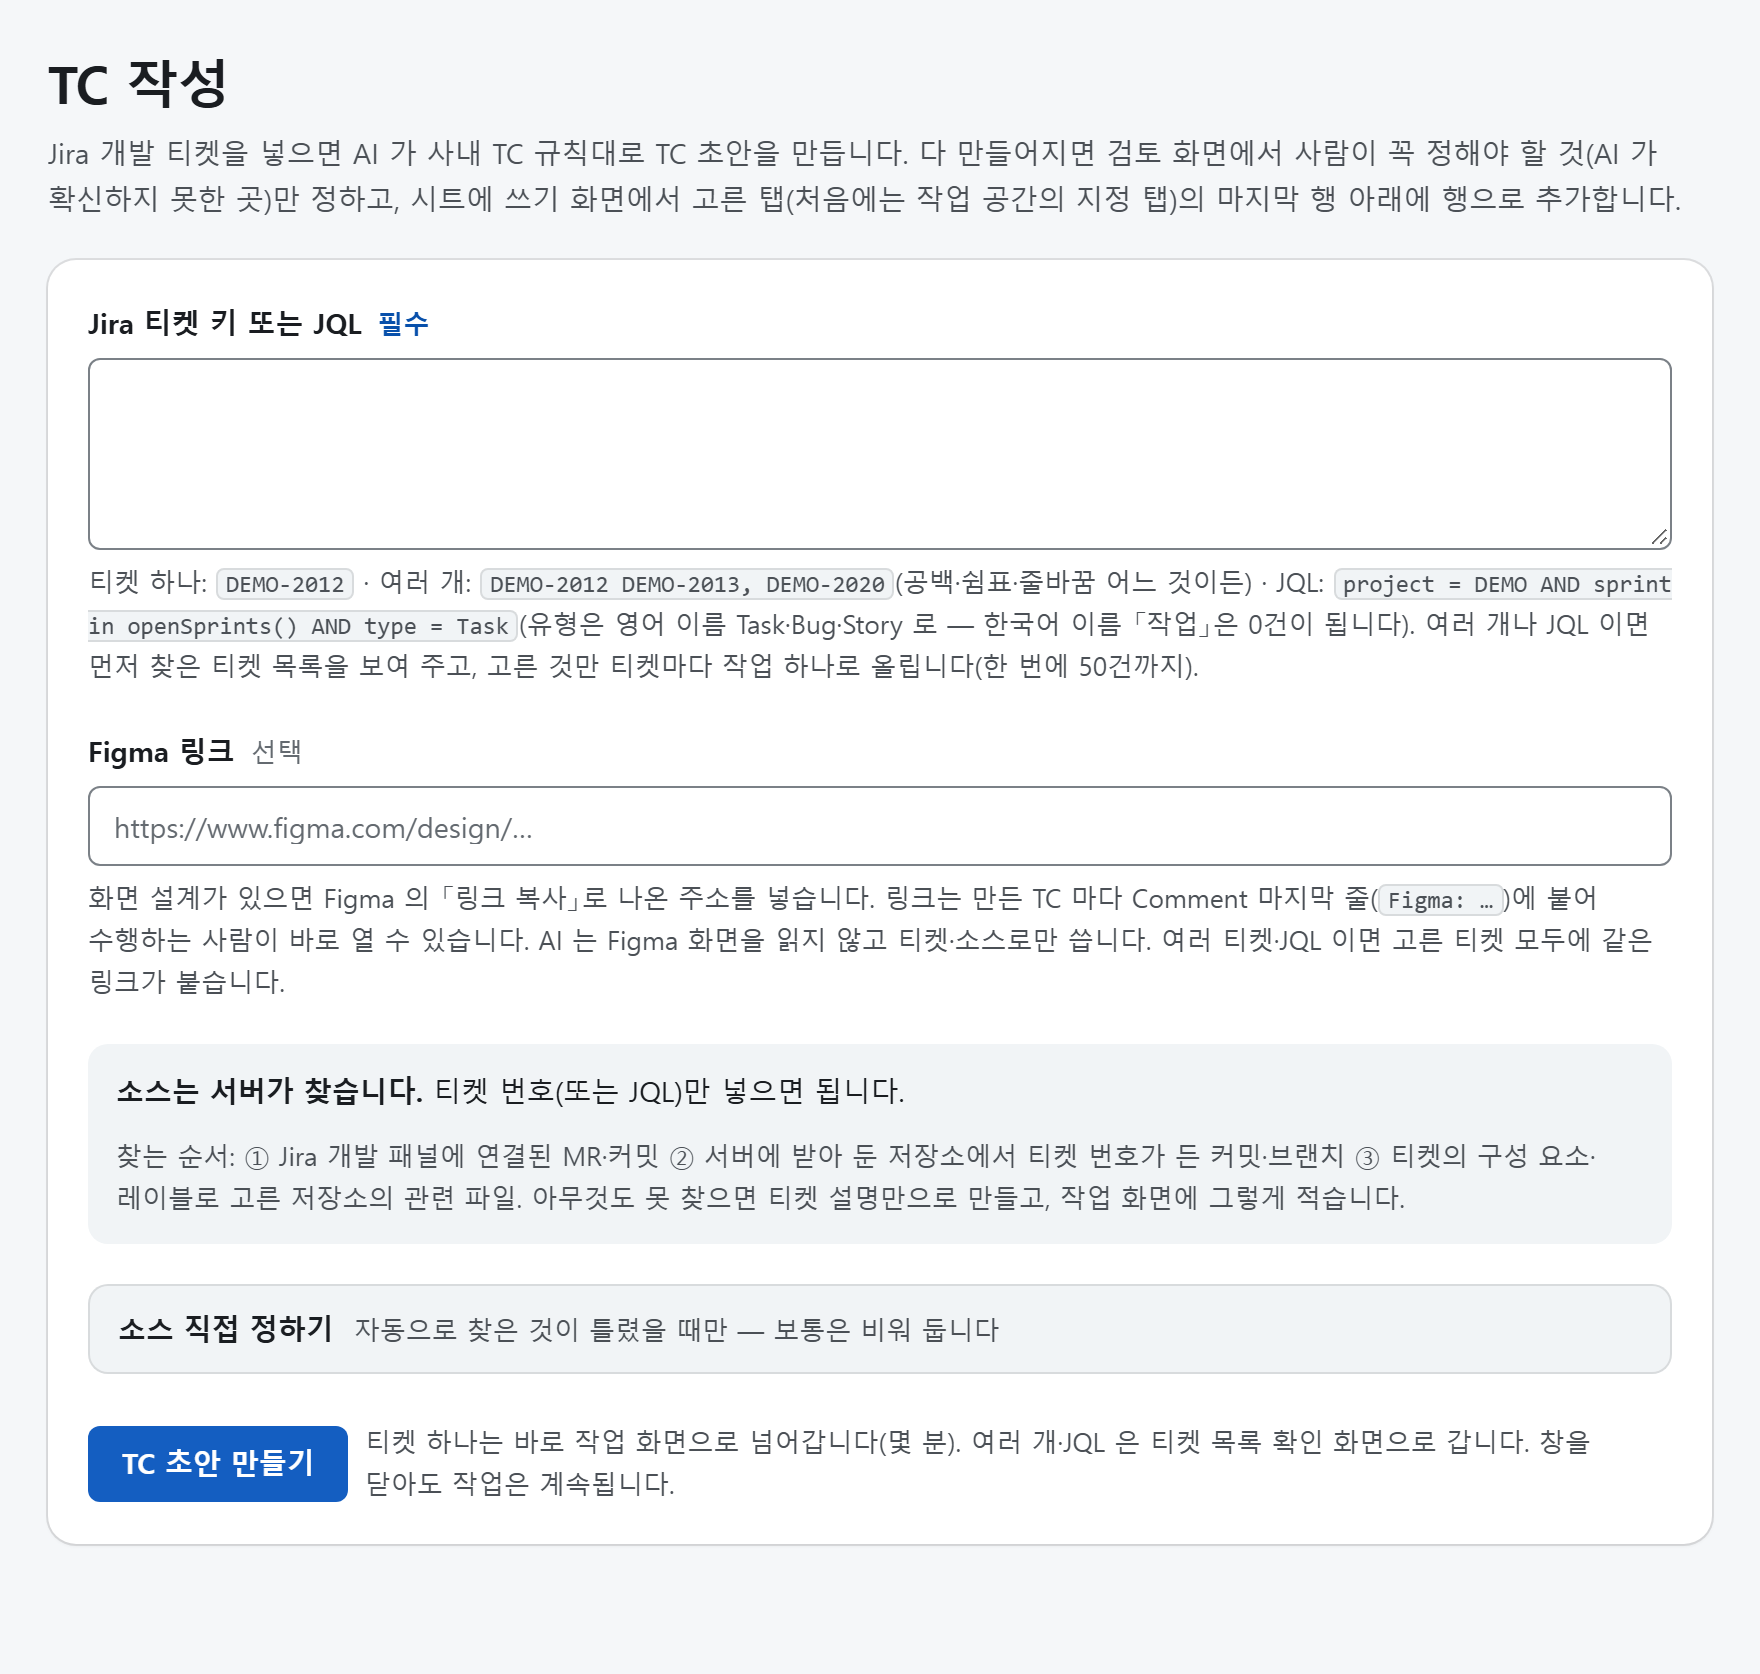 TC 작성
Jira 개발 티켓을 넣으면 AI 가 사내 TC 규칙대로 TC 초안을 만듭니다. 다 만들어지면 검토 화면에서 사람이 꼭 정해야 할 것(AI 가
확신하지 못한 곳)만 정하고, 시트에 쓰기 화면에서 고른 탭(처음에는 작업 공간의 지정 탭)의 마지막 행 아래에 행으로 추가합니다.
Jira 티켓 키 또는 JQL 필수
티켓 하나: DEMO-2012 · 여러 개: DEMO-2012 DEMO-2013, DEMO-2020(공백·쉼표·줄바꿈 어느 것이든) · JQL: project = DEMO AND sprint
in openSprints() AND type = Task(유형은 영어 이름 Task·Bug·Story 로 — 한국어 이름 「작업」은 0건이 됩니다). 여러 개나 JQL 이면
먼저 찾은 티켓 목록을 보여 주고, 고른 것만 티켓마다 작업 하나로 올립니다(한 번에 50건까지).
Figma 링크 선택
https://www.figma.com/design/...
화면 설계가 있으면 Figma 의 「링크 복사」로 나온 주소를 넣습니다. 링크는 만든 TC 마다 Comment 마지막 줄(Figma: …)에 붙어
수행하는 사람이 바로 열 수 있습니다. AI 는 Figma 화면을 읽지 않고 티켓·소스로만 씁니다. 여러 티켓·JQL 이면 고른 티켓 모두에 같은
링크가 붙습니다.
소스는 서버가 찾습니다. 티켓 번호(또는 JQL)만 넣으면 됩니다.
찾는 순서: ① Jira 개발 패널에 연결된 MR·커밋 ② 서버에 받아 둔 저장소에서 티켓 번호가 든 커밋·브랜치 ③ 티켓의 구성 요소·
레이블로 고른 저장소의 관련 파일. 아무것도 못 찾으면 티켓 설명만으로 만들고, 작업 화면에 그렇게 적습니다.
소스 직접 정하기 자동으로 찾은 것이 틀렸을 때만 — 보통은 비워 둡니다
TC 초안 만들기
티켓 하나는 바로 작업 화면으로 넘어갑니다(몇 분). 여러 개·JQL 은 티켓 목록 확인 화면으로 갑니다. 창을
닫아도 작업은 계속됩니다.